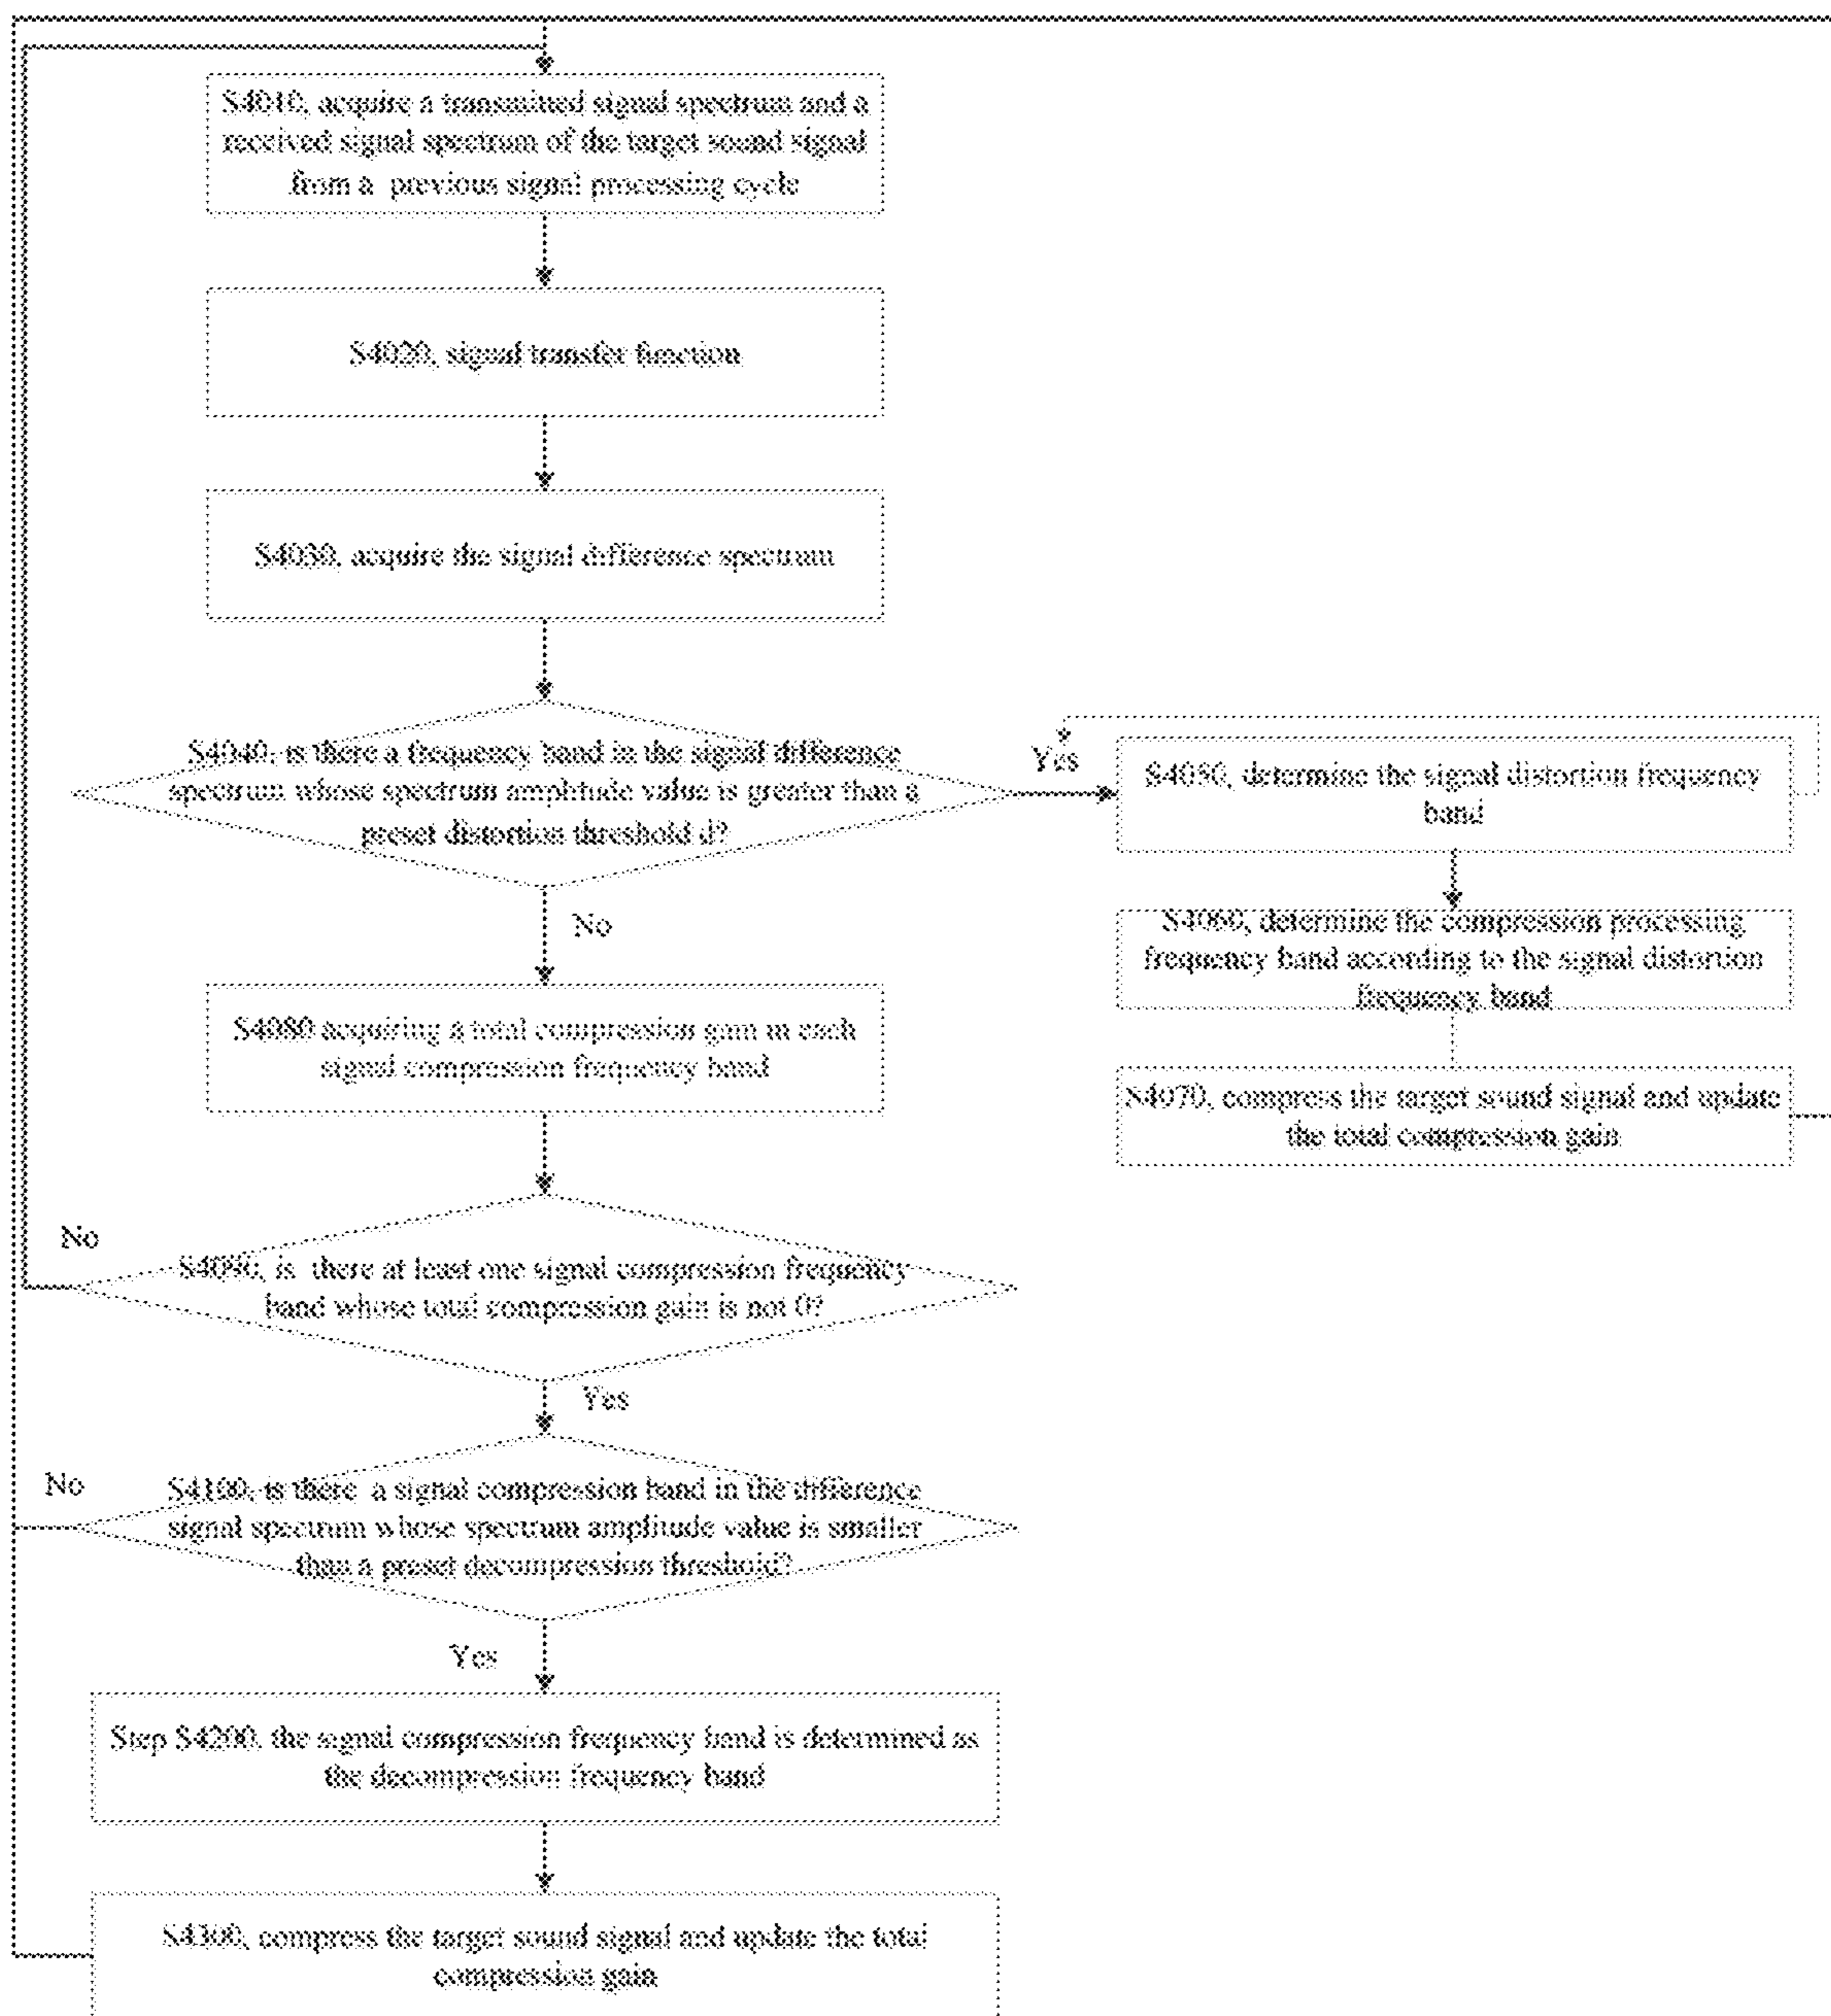 S4010, acquire a transmitted signal spectrum and a
received signal spectrum of the target sound signal
from a previous signal processing cycle
S4020, signal transfer function
S4030, acquire the signal difference spectrum
S4040, is there a frequency band in the signal difference
spectrum whose spectrum amplitude value is greater than a
preset distortion threshold d?
Yes
S4050, determine the signal distortion frequency
band
No
S4060, determine the compression processing
frequency band according to the signal distortion
frequency band
S4080 acquiring a total compression gain in each
signal compression frequency band
S4070, compress the target sound signal and update
the total compression gain
No
S4090, is there at least one signal compression frequency
band whose total compression gain is not 0?
Yes
No
S4100, is there a signal compression band in the difference
signal spectrum whose spectrum amplitude value is smaller
than a preset decompression threshold?
Yes
Step S4200, the signal compression frequency band is determined as
the decompression frequency band
S4300, compress the target sound signal and update the total
compression gain